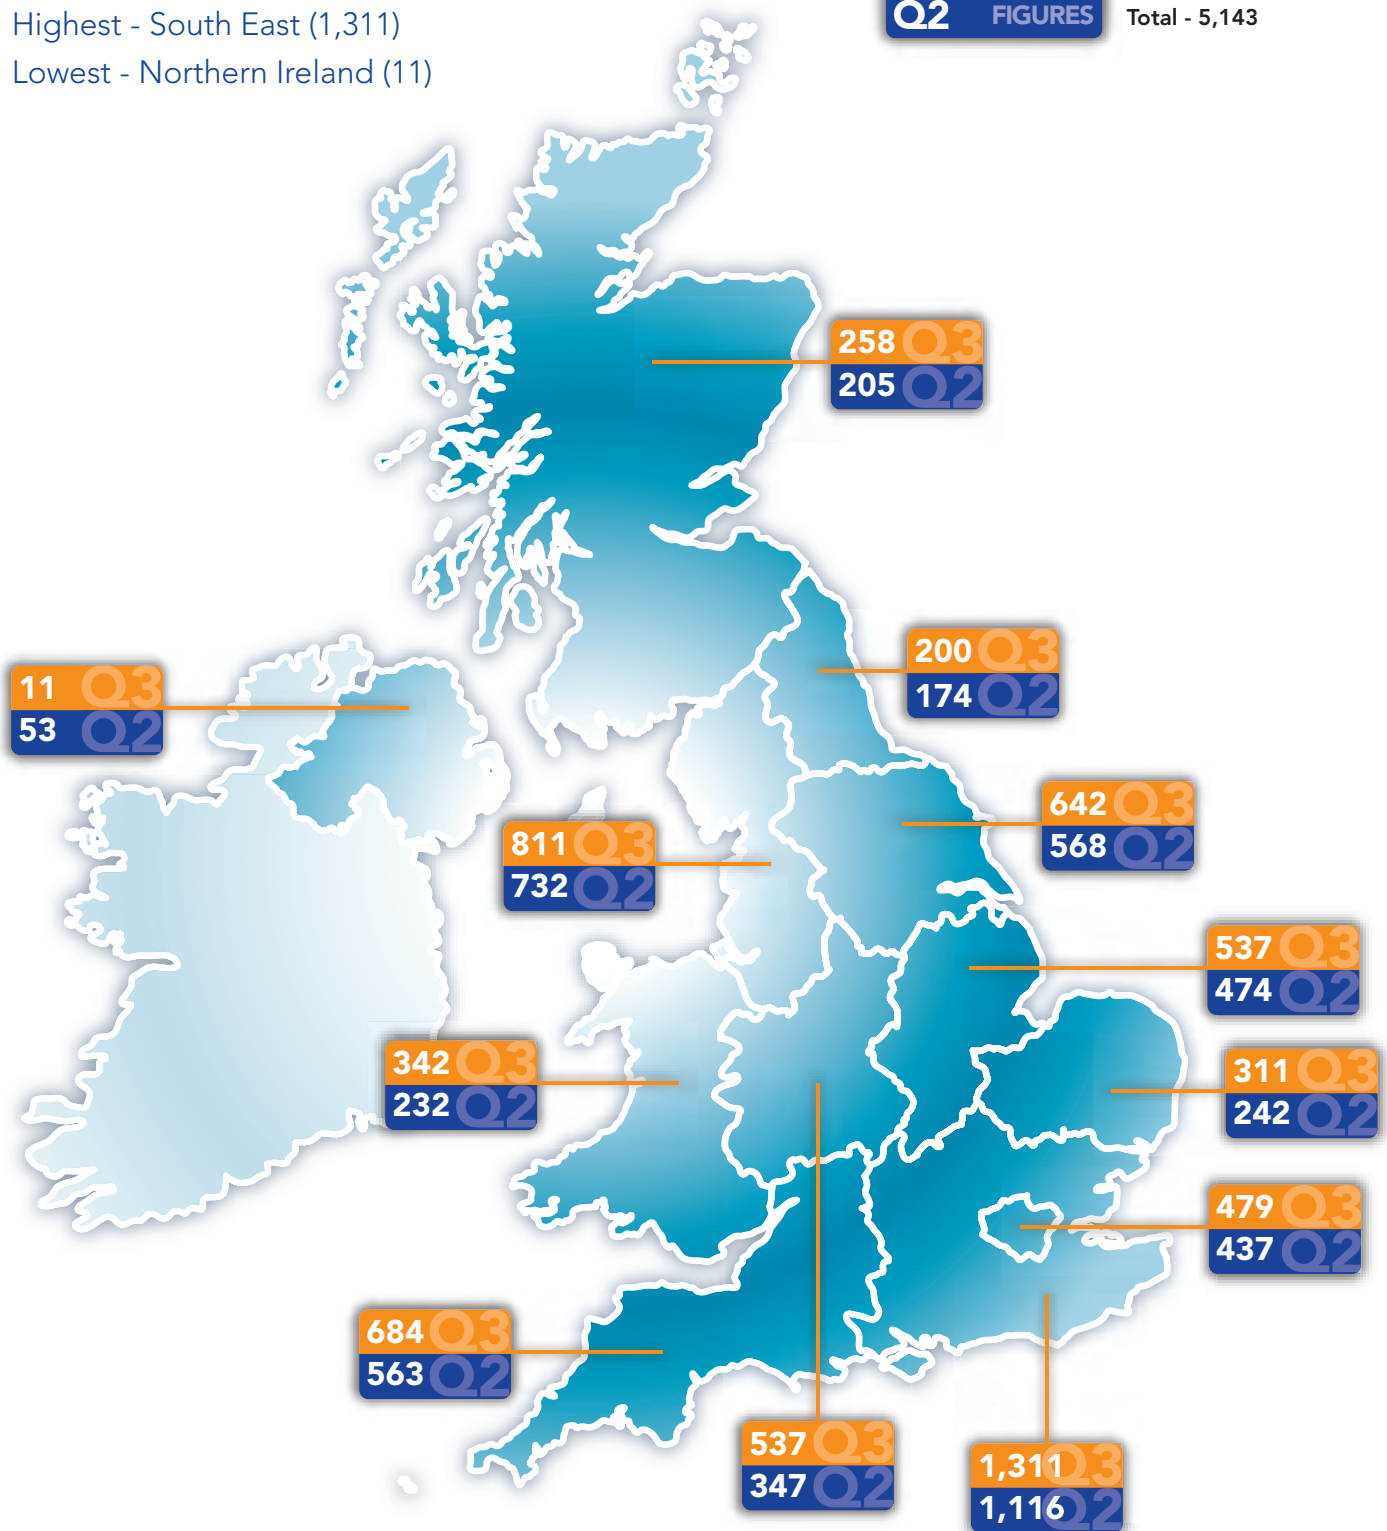 Highest - South East (1,311)
Lowest - Northern Ireland (11)
Q2 FIGURES
Total - 5,143
258 Q3
205 Q2
200 Q3
174 Q2
11 Q3
53 Q2
642 Q3
568 Q2
811 Q3
732 Q2
537 Q3
474 Q2
342 Q3
232 Q2
311 Q3
242 Q2
479 Q3
437 Q2
684 Q3
563 Q2
537 Q3
347 Q2
1,311 Q3
1,116 Q2